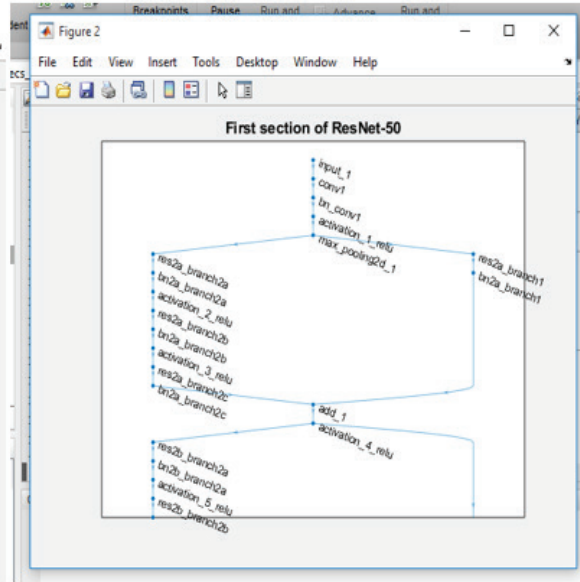 Breakpoints Pause Run and Advance Run and
Figure 2
File Edit View Insert Tools Desktop Window Help
First section of ResNet-50
input_1
conv1
bn_conv1
activation_1_relu
max_pooling2d_1
res2a_branch2a
bn2a_branch2a
activation_2_relu
res2a_branch2b
bn2a_branch2b
activation_3_relu
res2a_branch2c
bn2a_branch2c
res2a_branch1
bn2a_branch1
add_1
activation_4_relu
res2b_branch2a
bn2b_branch2a
activation_5_relu
res2b_branch2b